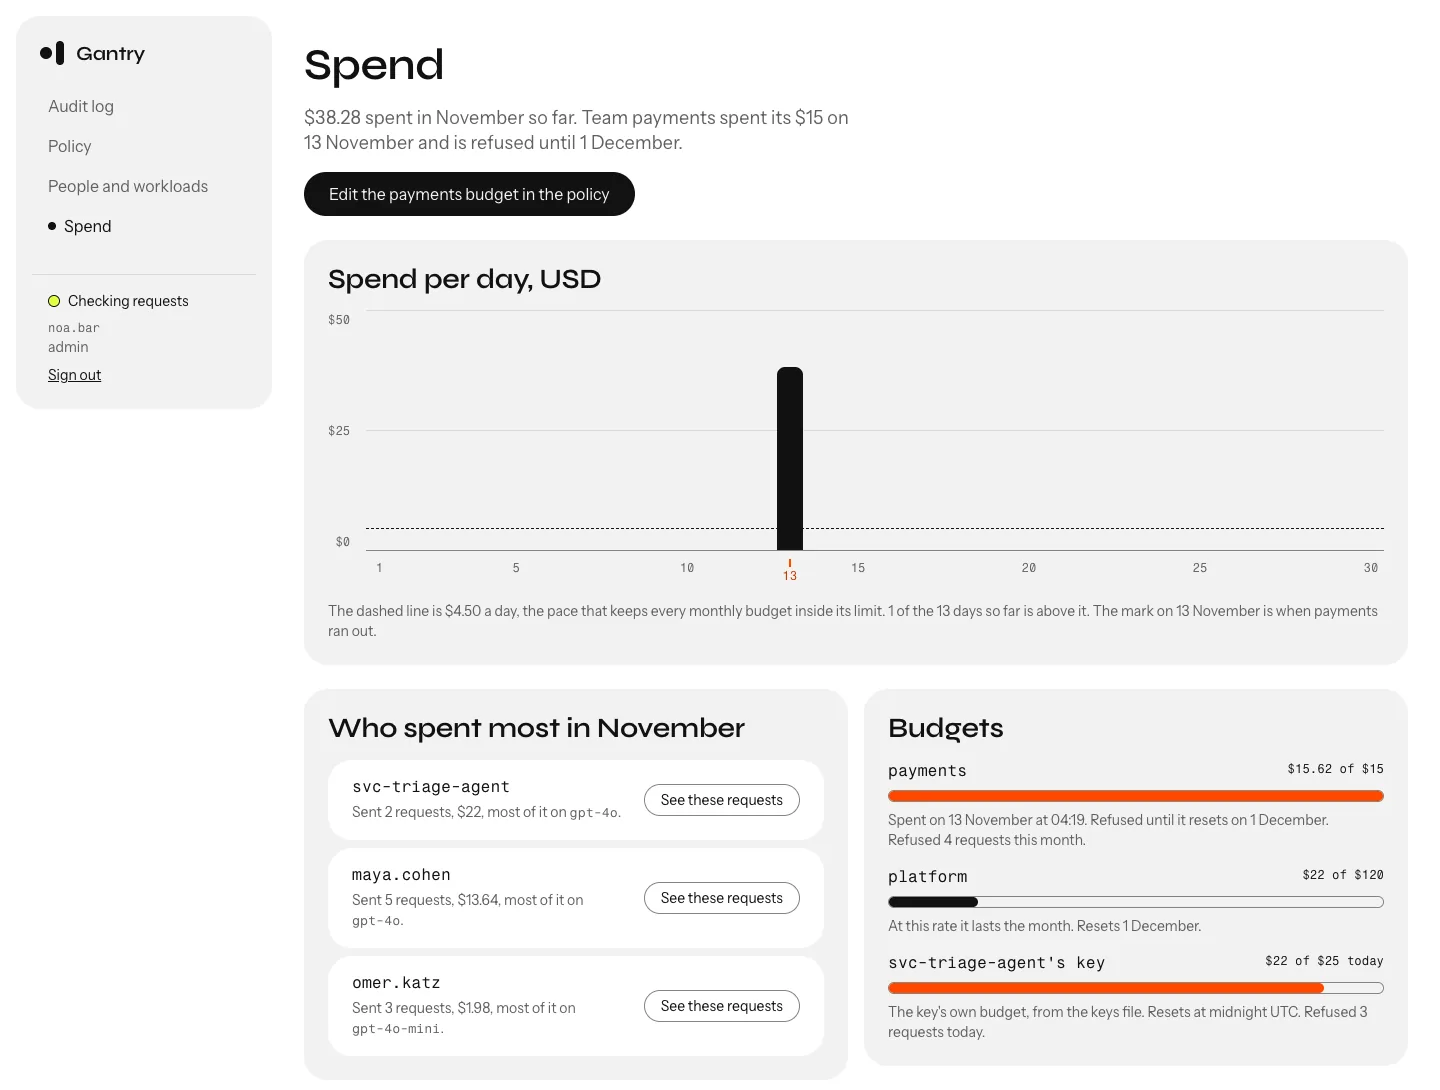 Gantry
Audit log
Policy
People and workloads
Spend
Checking requests
noa.bar
admin
Sign out
Spend
$38.28 spent in November so far. Team payments spent its $15 on
13 November and is refused until 1 December.
Edit the payments budget in the policy
Spend per day, USD
$50
$25
$0
1
5
10
13
15
20
25
30
The dashed line is $4.50 a day, the pace that keeps every monthly budget inside its limit. 1 of the 13 days so far is above it. The mark on 13 November is when payments
ran out.
Who spent most in November
svc-triage-agent
Sent 2 requests, $22, most of it on gpt-4o.
See these requests
maya.cohen
Sent 5 requests, $13.64, most of it on
gpt-4o.
See these requests
omer.katz
Sent 3 requests, $1.98, most of it on
gpt-4o-mini.
See these requests
Budgets
payments
$15.62 of $15
Spent on 13 November at 04:19. Refused until it resets on 1 December.
Refused 4 requests this month.
platform
$22 of $120
At this rate it lasts the month. Resets 1 December.
svc-triage-agent's key
$22 of $25 today
The key's own budget, from the keys file. Resets at midnight UTC. Refused 3
requests today.